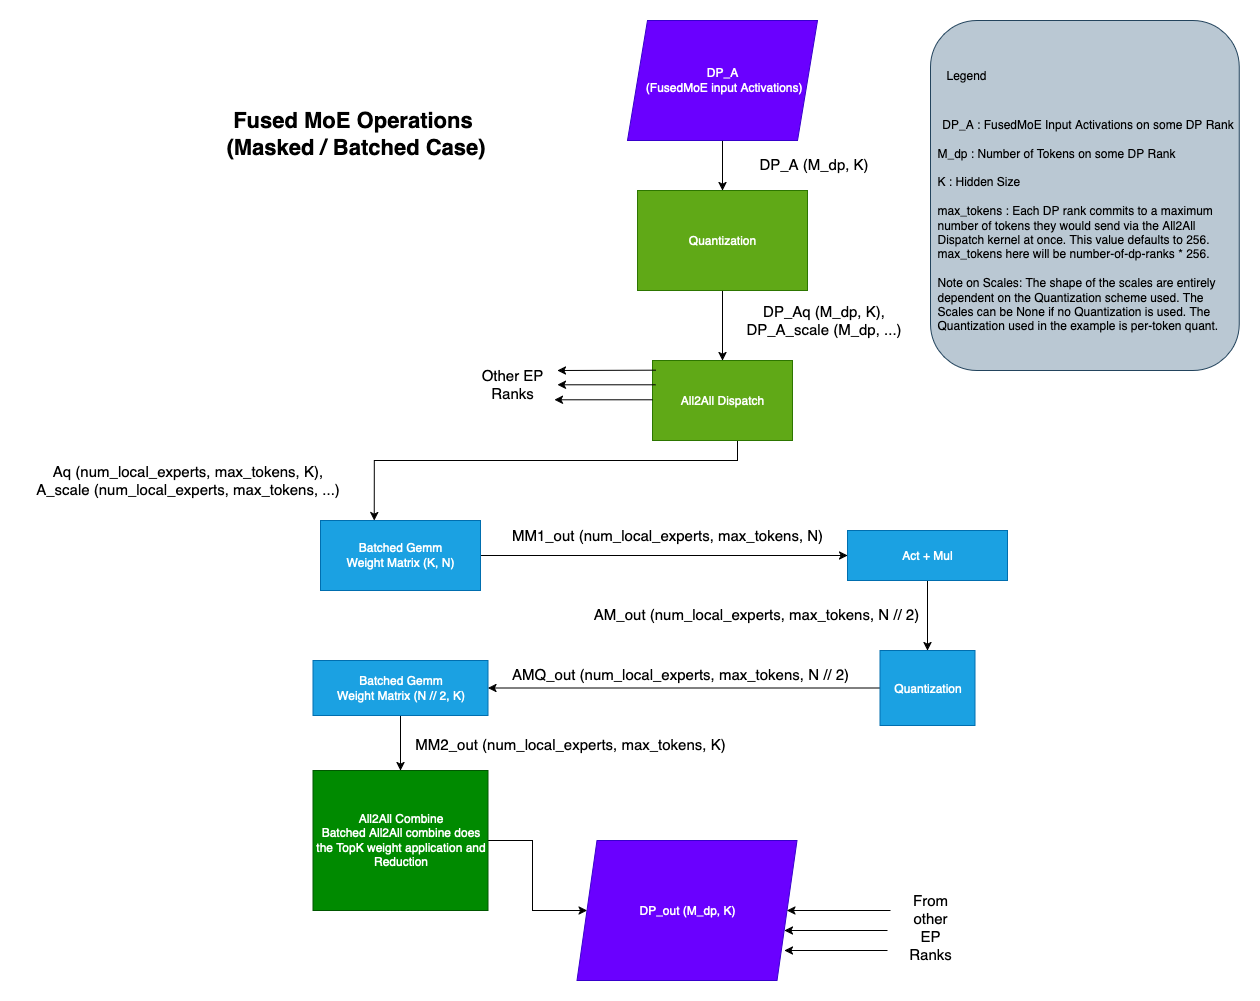 DP_A
(FusedMoE input Activations)
Fused MoE Operations
(Masked / Batched Case)
Legend
DP_A : FusedMoE Input Activations on some DP Rank
M_dp : Number of Tokens on some DP Rank
K : Hidden Size
max_tokens : Each DP rank commits to a maximum
number of tokens they would send via the All2All
Dispatch kernel at once. This value defaults to 256.
max_tokens here will be number-of-dp-ranks * 256.
Note on Scales: The shape of the scales are entirely
dependent on the Quantization scheme used. The
Scales can be None if no Quantization is used. The
Quantization used in the example is per-token quant.
DP_A (M_dp, K)
Quantization
DP_Aq (M_dp, K),
DP_A_scale (M_dp, ...)
Other EP
Ranks
All2All Dispatch
Aq (num_local_experts, max_tokens, K),
A_scale (num_local_experts, max_tokens, ...)
Batched Gemm
Weight Matrix (K, N)
MM1_out (num_local_experts, max_tokens, N)
Act + Mul
AM_out (num_local_experts, max_tokens, N // 2)
Quantization
AMQ_out (num_local_experts, max_tokens, N // 2)
Batched Gemm
Weight Matrix (N // 2, K)
MM2_out (num_local_experts, max_tokens, K)
All2All Combine
Batched All2All combine does
the TopK weight application and
Reduction
DP_out (M_dp, K)
From
other
EP
Ranks